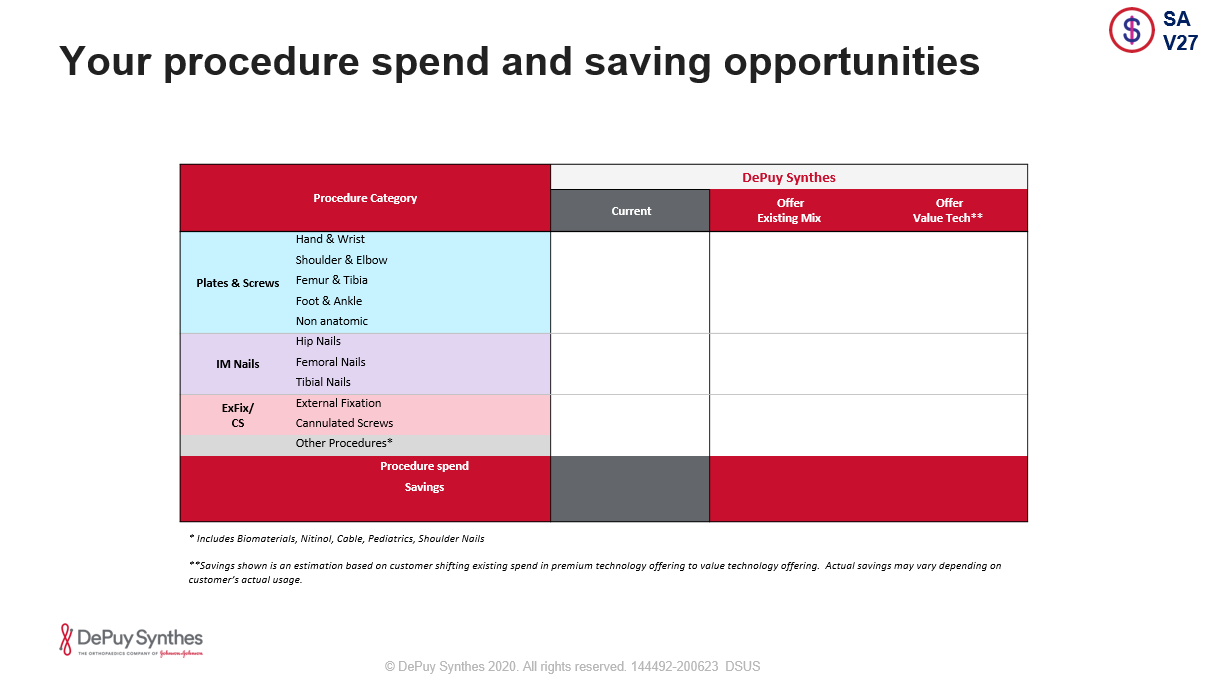 SA
V27
Your procedure spend and saving opportunities
Procedure Category
DePuy Synthes
Current
Offer
Existing Mix
Offer
Value Tech**
Plates & Screws
Hand & Wrist
Shoulder & Elbow
Femur & Tibia
Foot & Ankle
Non anatomic
IM Nails
Hip Nails
Femoral Nails
Tibial Nails
ExFix/
CS
External Fixation
Cannulated Screws
Other Procedures*
Procedure spend
Savings
* Includes Biomaterials, Nitinol, Cable, Pediatrics, Shoulder Nails
**Savings shown is an estimation based on customer shifting existing spend in premium technology offering to value technology offering. Actual savings may vary depending on
customer's actual usage.
DePuy Synthes
THE ORTHOPAEDICS COMPANY OF Johnson & Johnson
© DePuy Synthes 2020. All rights reserved. 144492-200623 DSUS